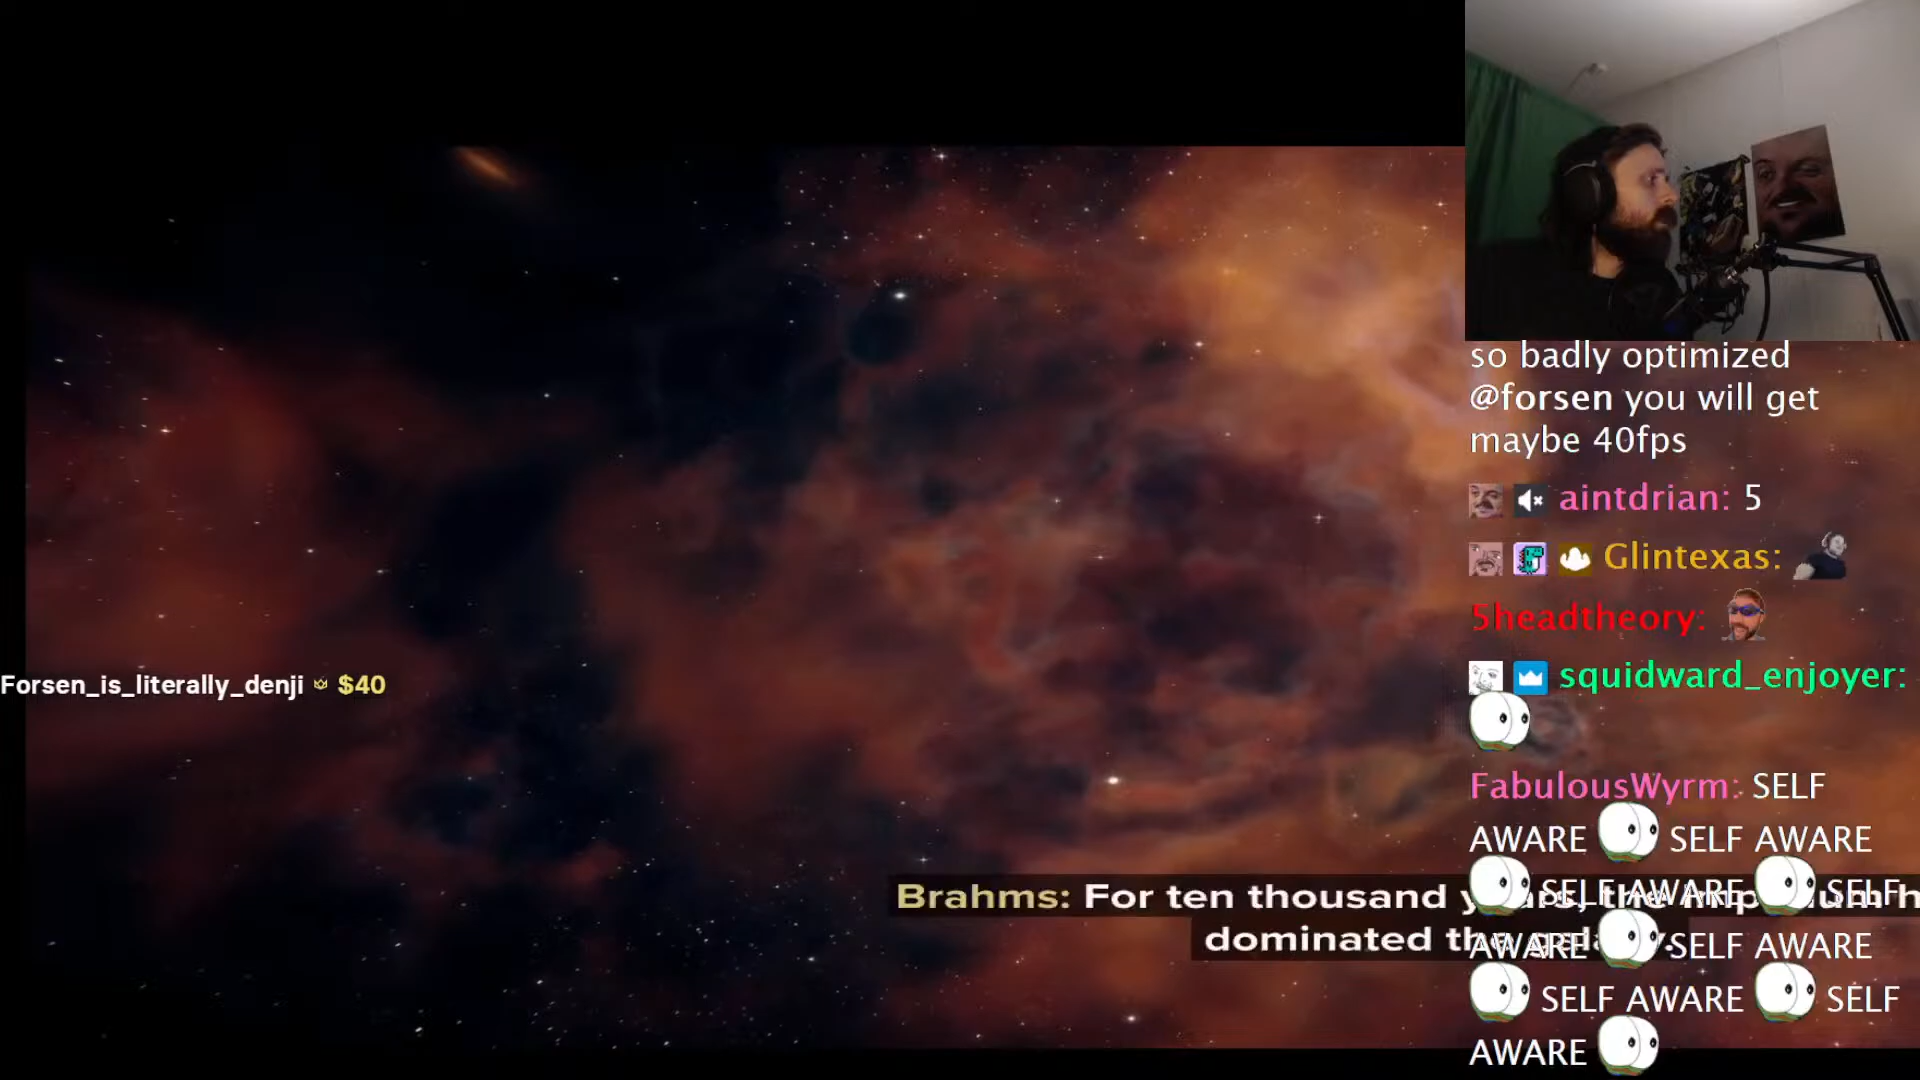 so badly optimized
@forsen you will get
maybe 40fps
aintdrian: 5
Glintexas:
5headtheory:
Forsen_is_literally_denji $40
squidward_enjoyer:
FabulousWyrm: SELF
AWARE SELF AWARE
Brahms: For ten thousand
SELF AWARE SELF
dominated
AWARE SELF AWARE
SELF AWARE SELF
AWARE